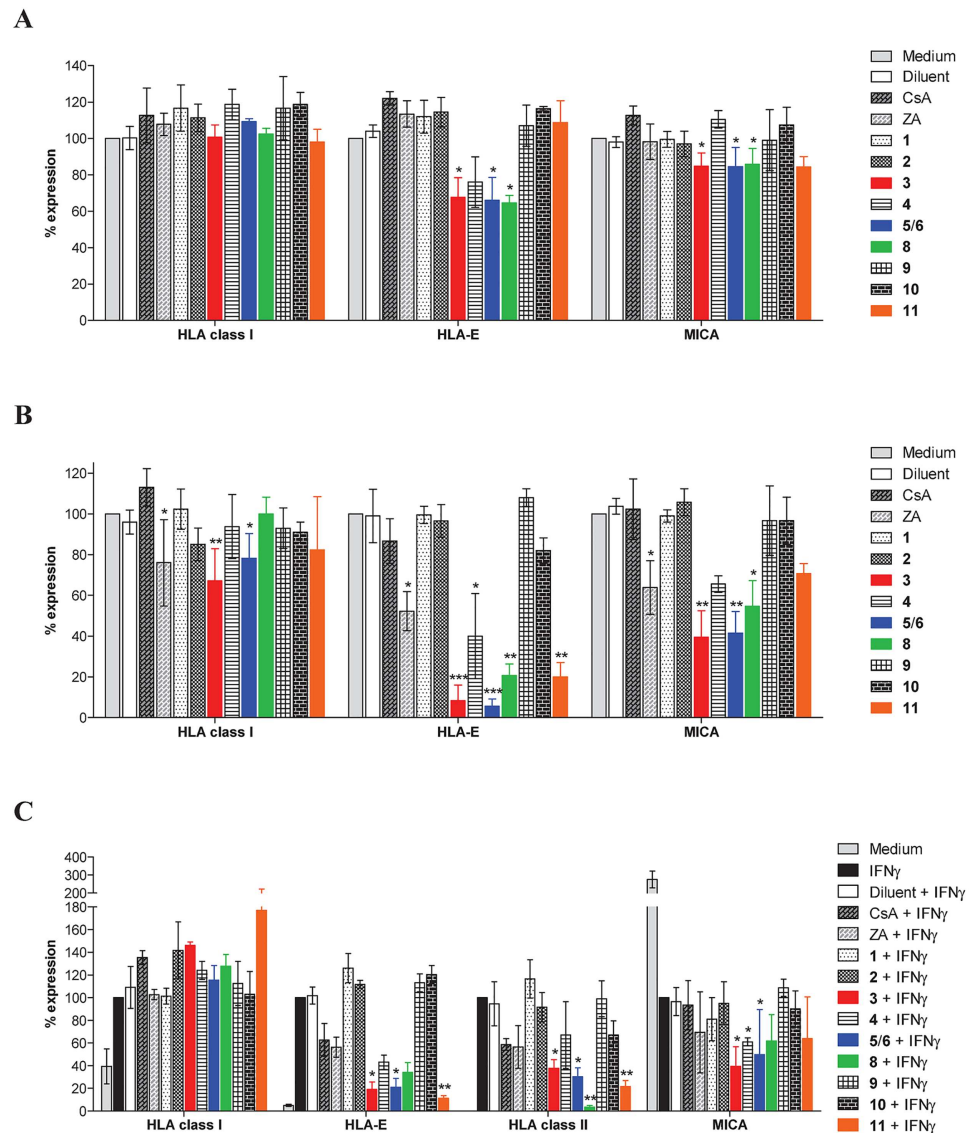 A
140
120
100
80
60
40
20
0
% expression
* * * * * * *
HLA class I HLA-E MICA
Medium
Diluent
CsA
ZA
1
2
3
4
5/6
8
9
10
11
B
120
100
80
60
40
20
0
% expression
* ** * * *** * *** ** ** * ** ** *
HLA class I HLA-E MICA
Medium
Diluent
CsA
ZA
1
2
3
4
5/6
8
9
10
11
C
400
300
200
180
160
140
120
100
80
60
40
20
0
% expression
* * ** * * ** ** * * *
HLA class I HLA-E HLA class II MICA
Medium
IFNγ
Diluent + IFNγ
CsA + IFNγ
ZA + IFNγ
1 + IFNγ
2 + IFNγ
3 + IFNγ
4 + IFNγ
5/6 + IFNγ
8 + IFNγ
9 + IFNγ
10 + IFNγ
11 + IFNγ